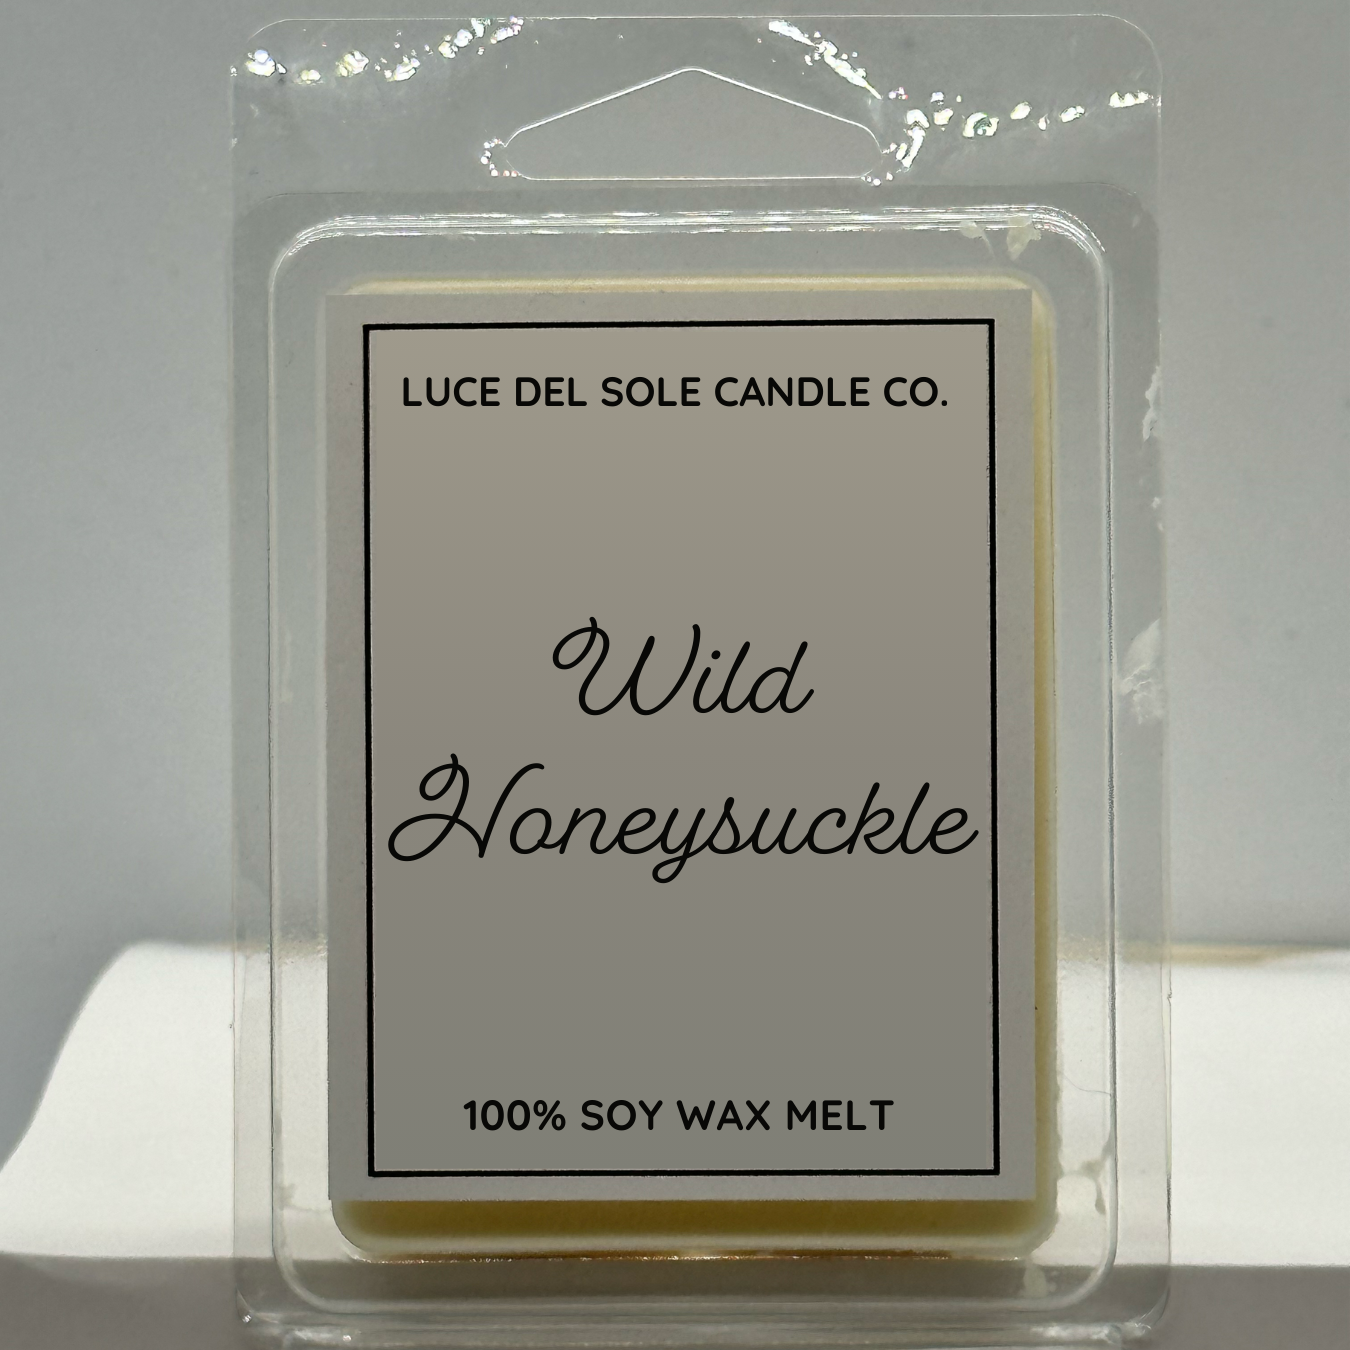 LUCE DEL SOLE CANDLE CO.
Wild
Honeysuckle
100% SOY WAX MELT